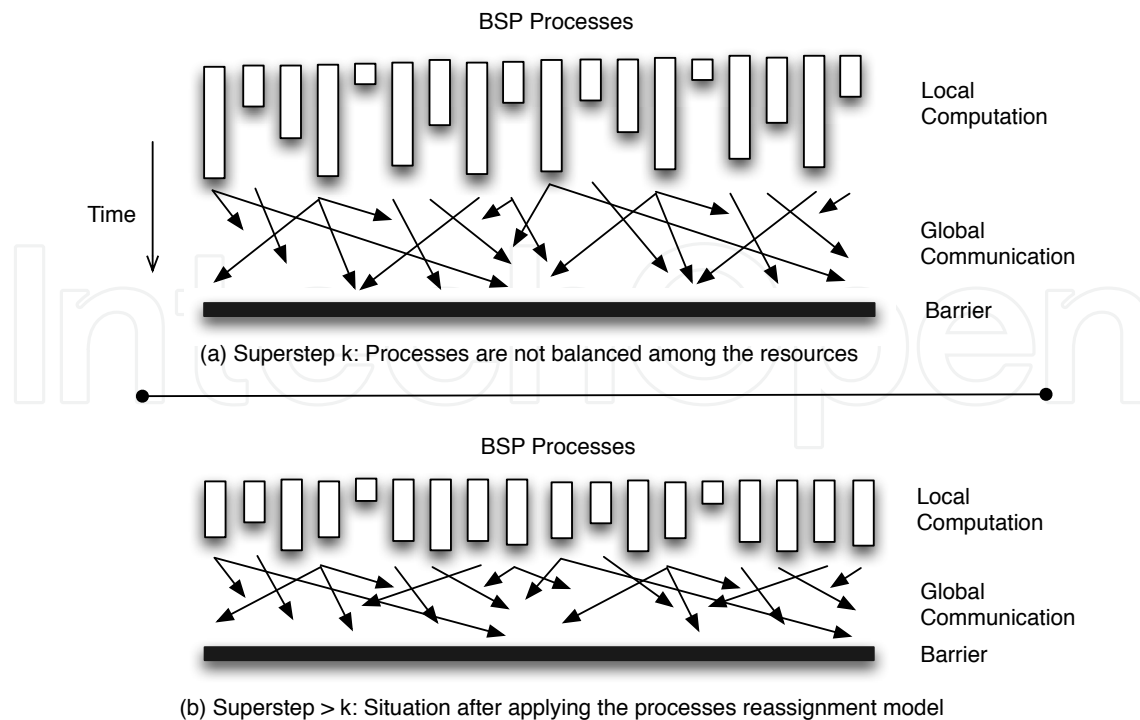 BSP Processes
Local
Computation
Time
Global
Communication
Barrier
(a) Superstep k: Processes are not balanced among the resources
IntechOpen
BSP Processes
Local
Computation
Global
Communication
Barrier
(b) Superstep > k: Situation after applying the processes reassignment model